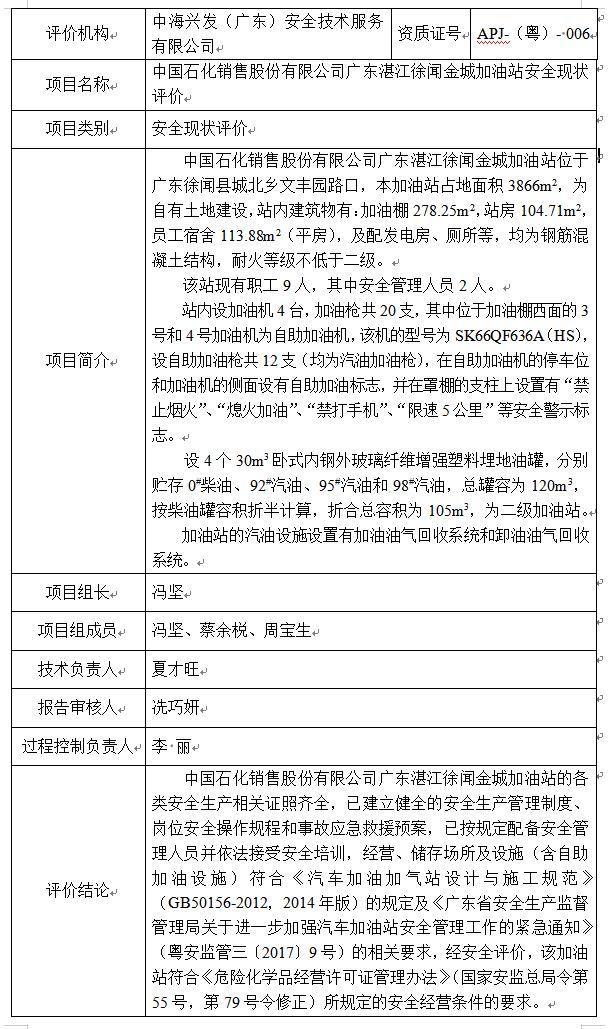 评价机构
中海兴发（广东）安全技术服务
有限公司
资质证号
APJ-（粤）-006
项目名称
中国石化销售股份有限公司广东湛江徐闻金城加油站安全现状
评价
项目类别
安全现状评价
项目简介
中国石化销售股份有限公司广东湛江徐闻金城加油站位于
广东徐闻县城北乡文丰园路口，本加油站占地面积 3866m²，为
自有土地建设，站内建筑物有：加油棚 278.25m²，站房 104.71m²，
员工宿舍 113.88m²（平房），及配发电房、厕所等，均为钢筋混
凝土结构，耐火等级不低于二级。
该站现有职工 9 人，其中安全管理人员 2 人。
站内设加油机 4 台，加油枪共 20 支，其中位于加油棚西面的 3
号和 4 号加油机为自助加油机，该机的型号为 SK66QF636A（HS），
设自助加油枪共 12 支（均为汽油加油枪），在自助加油机的停车位
和加油机的侧面设有自助加油标志，并在罩棚的支柱上设置有“禁
止烟火”、“熄火加油”、“禁打手机”、“限速 5 公里”等安全警示标
志。
设 4 个 30m³ 卧式内钢外玻璃纤维增强塑料埋地油罐，分别
贮存 0#柴油、92#汽油、95#汽油和 98#汽油，总罐容为 120m³，
按柴油罐容积折半计算，折合总容积为 105m³，为二级加油站。
加油站的汽油设施设置有加油油气回收系统和卸油油气回收
系统。
项目组长
冯坚
项目组成员
冯坚、蔡余税、周宝生
技术负责人
夏才旺
报告审核人
冼巧妍
过程控制负责人
李 丽
评价结论
中国石化销售股份有限公司广东湛江徐闻金城加油站的各
类安全生产相关证照齐全，已建立健全的安全生产管理制度、
岗位安全操作规程和事故应急救援预案，已按规定配备安全管
理人员并依法接受安全培训，经营、储存场所及设施（含自助
加油设施）符合《汽车加油加气站设计与施工规范》
（GB50156-2012，2014 年版）的规定及《广东省安全生产监督
管理局关于进一步加强汽车加油站安全管理工作的紧急通知》
（粤安监管三〔2017〕9 号）的相关要求，经安全评价，该加油
站符合《危险化学品经营许可证管理办法》（国家安监总局令第
55 号，第 79 号令修正）所规定的安全经营条件的要求。